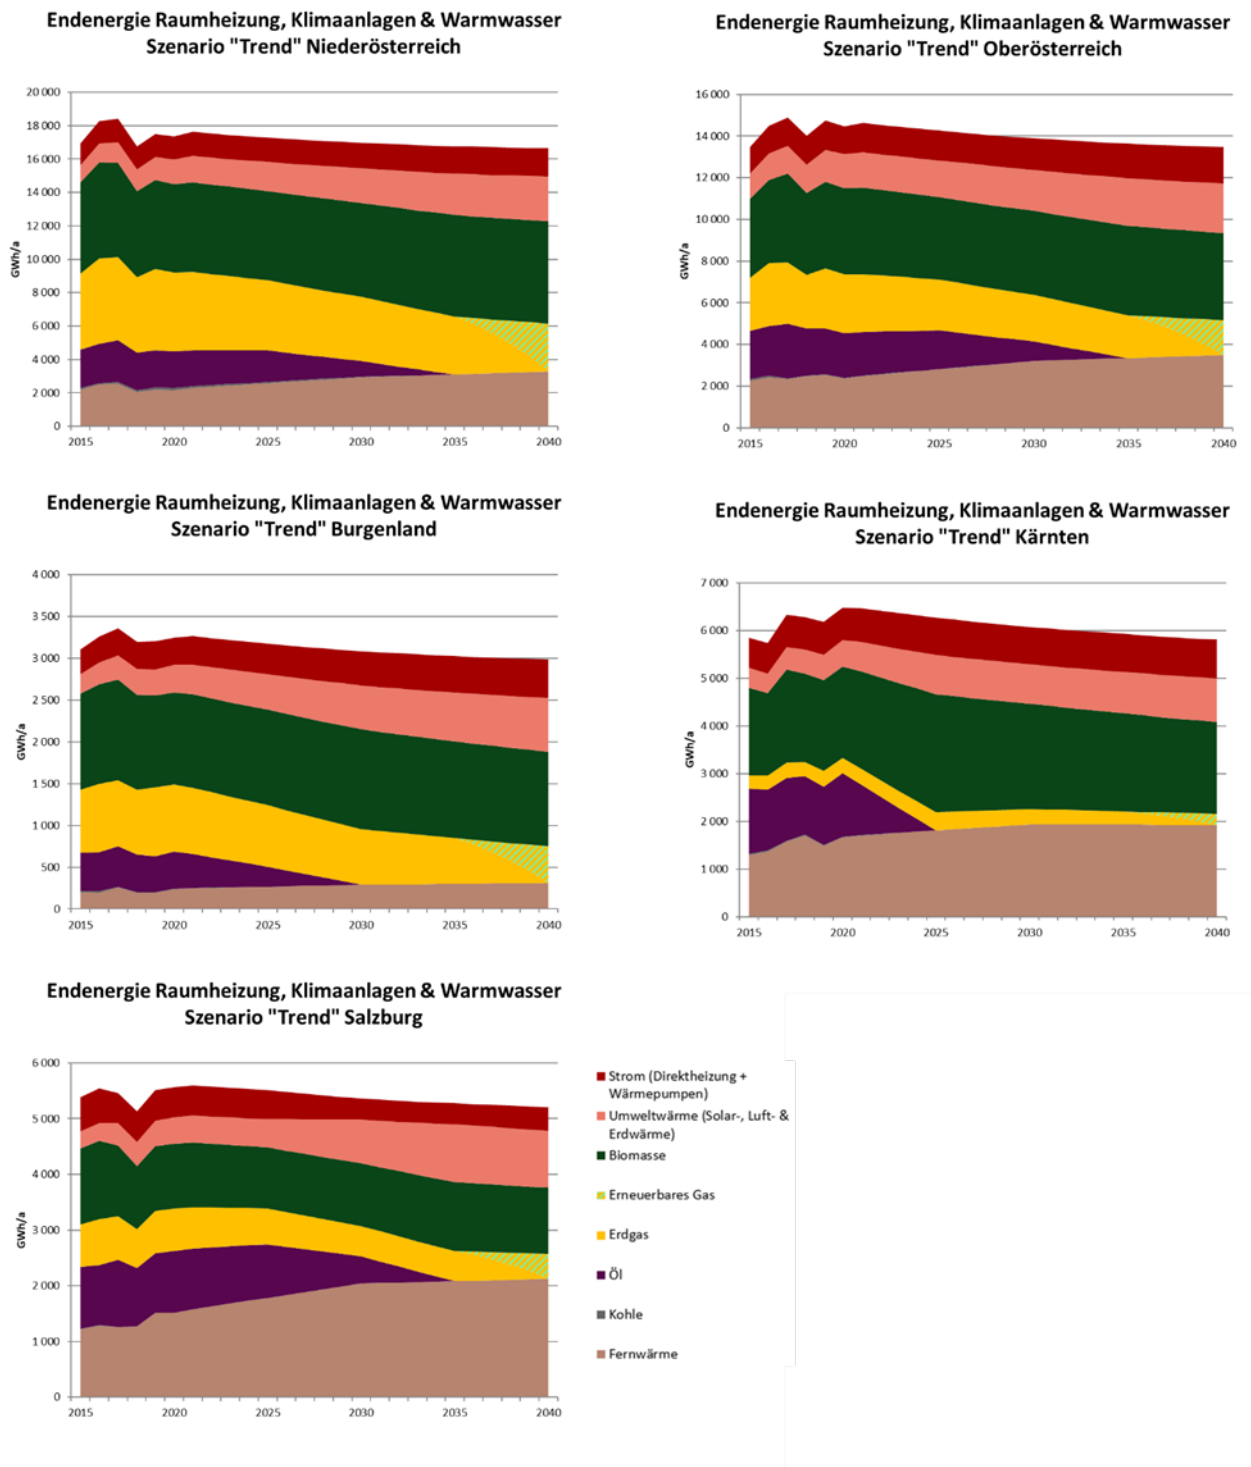 Endenergie Raumheizung, Klimaanlagen & Warmwasser
Szenario "Trend" Niederösterreich
20 000
18 000
16 000
14 000
12 000
10 000
8 000
6 000
4 000
2 000
0
GWh/a
2015 2020 2025 2030 2035 2040
Endenergie Raumheizung, Klimaanlagen & Warmwasser
Szenario "Trend" Oberösterreich
16 000
14 000
12 000
10 000
8 000
6 000
4 000
2 000
0
GWh/a
2015 2020 2025 2030 2035 2040
Endenergie Raumheizung, Klimaanlagen & Warmwasser
Szenario "Trend" Burgenland
4 000
3 500
3 000
2 500
2 000
1 500
1 000
500
0
GWh/a
2015 2020 2025 2030 2035 2040
Endenergie Raumheizung, Klimaanlagen & Warmwasser
Szenario "Trend" Kärnten
7 000
6 000
5 000
4 000
3 000
2 000
1 000
0
GWh/a
2015 2020 2025 2030 2035 2040
Endenergie Raumheizung, Klimaanlagen & Warmwasser
Szenario "Trend" Salzburg
6 000
5 000
4 000
3 000
2 000
1 000
0
GWh/a
2015 2020 2025 2030 2035 2040
Strom (Direktheizung +
Wärmepumpen)
Umweltwärme (Solar-, Luft- &
Erdwärme)
Biomasse
Erneuerbares Gas
Erdgas
Öl
Kohle
Fernwärme